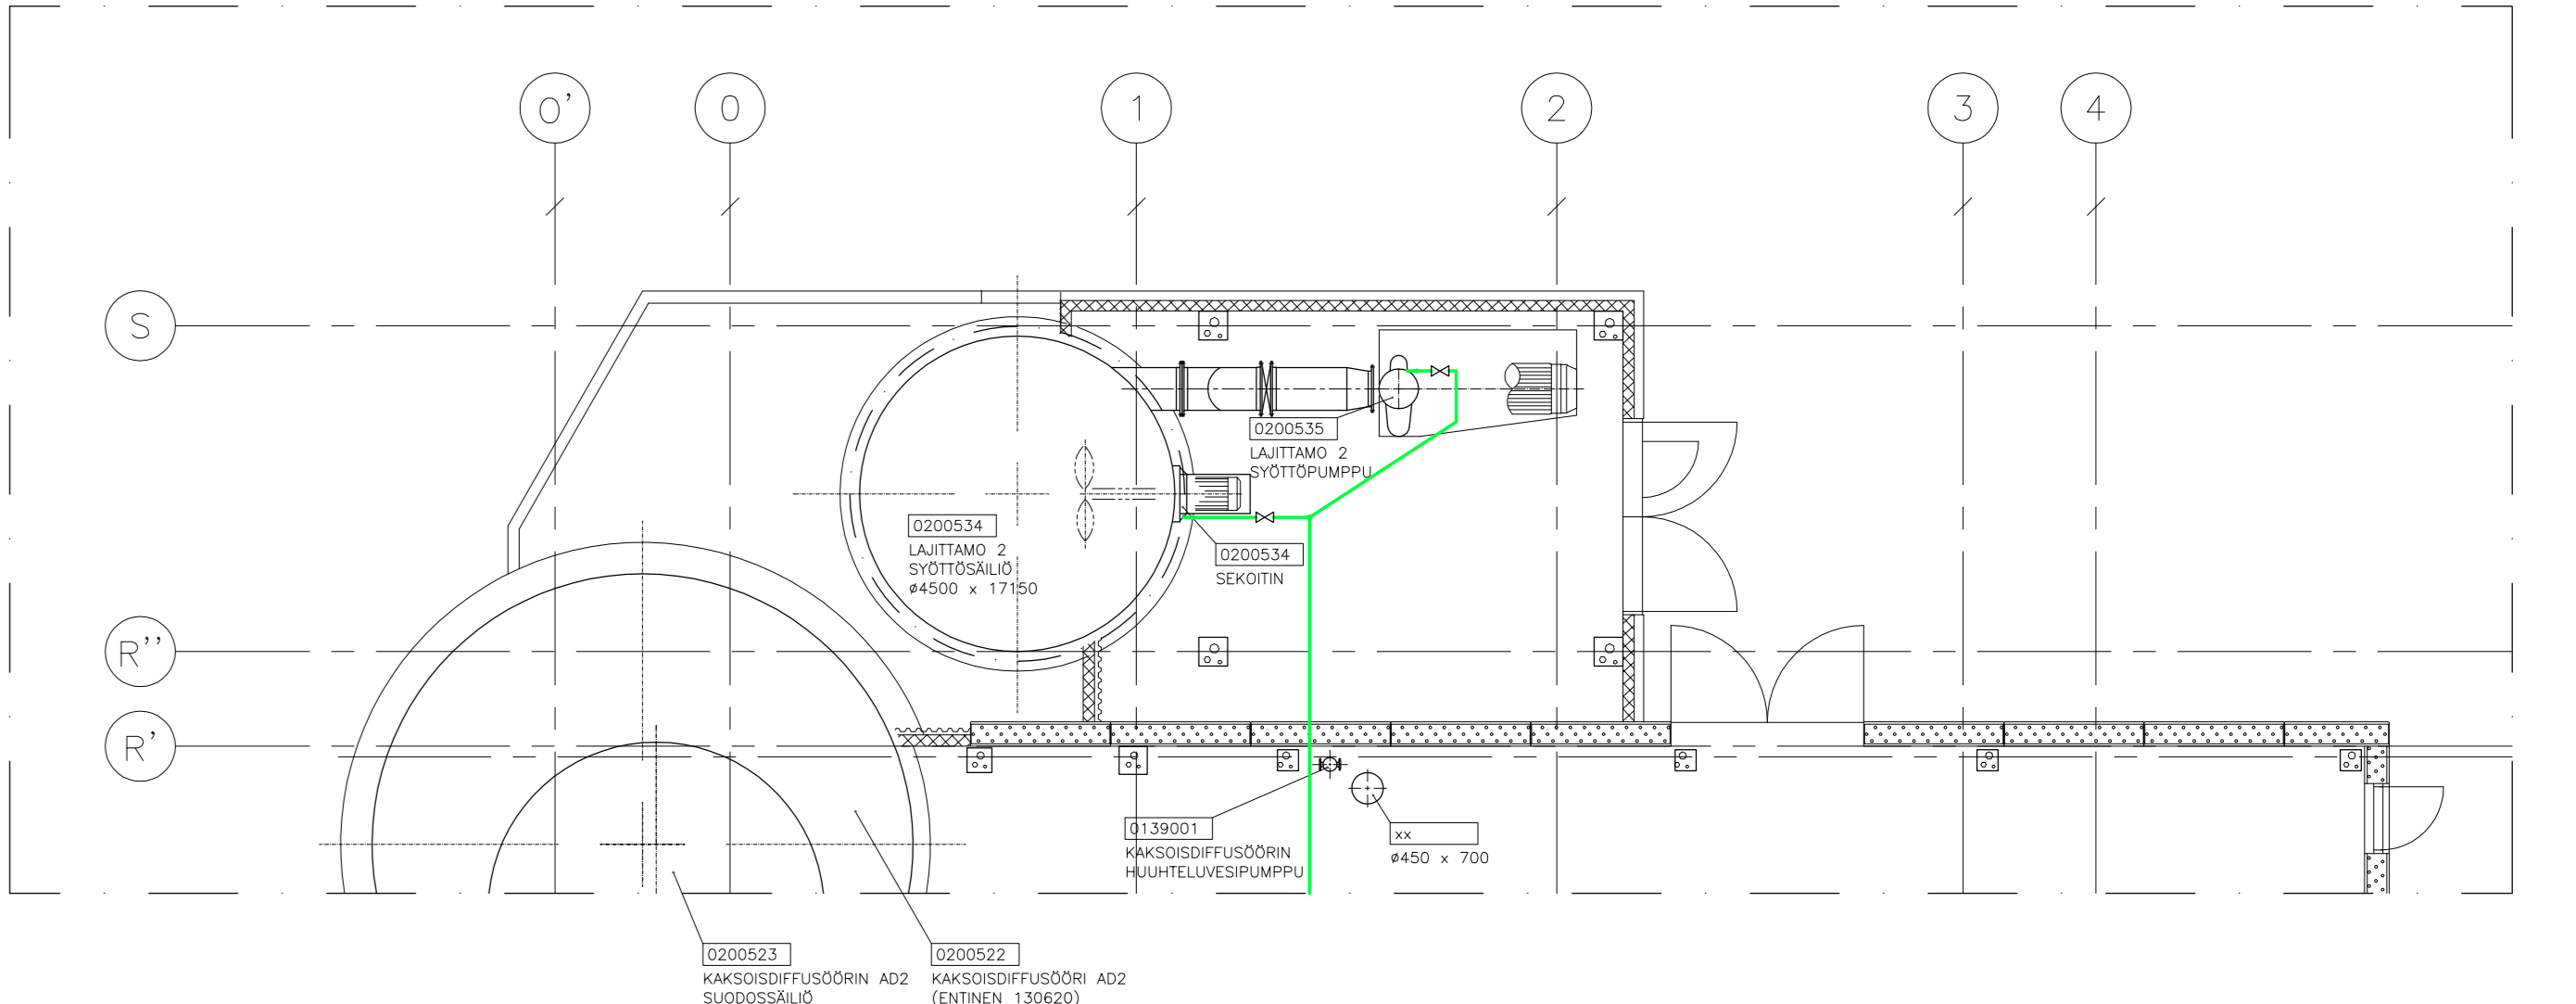 0'
0
1
2
3
4
S
0200535
LAJITTAMO 2
SYÖTTÖPUMPPU
0200534
LAJITTAMO 2
SYÖTTÖSÄILIÖ
ø4500 x 17150
0200534
SEKOITIN
R''
R'
0139001
KAKSOISDIFFUSÖÖRIN
HUUHTELUVESIPUMPPU
xx
ø450 x 700
0200523
KAKSOISDIFFUSÖÖRIN AD2
SUODOSSÄILIÖ
0200522
KAKSOISDIFFUSÖÖRI AD2
(ENTINEN 130620)